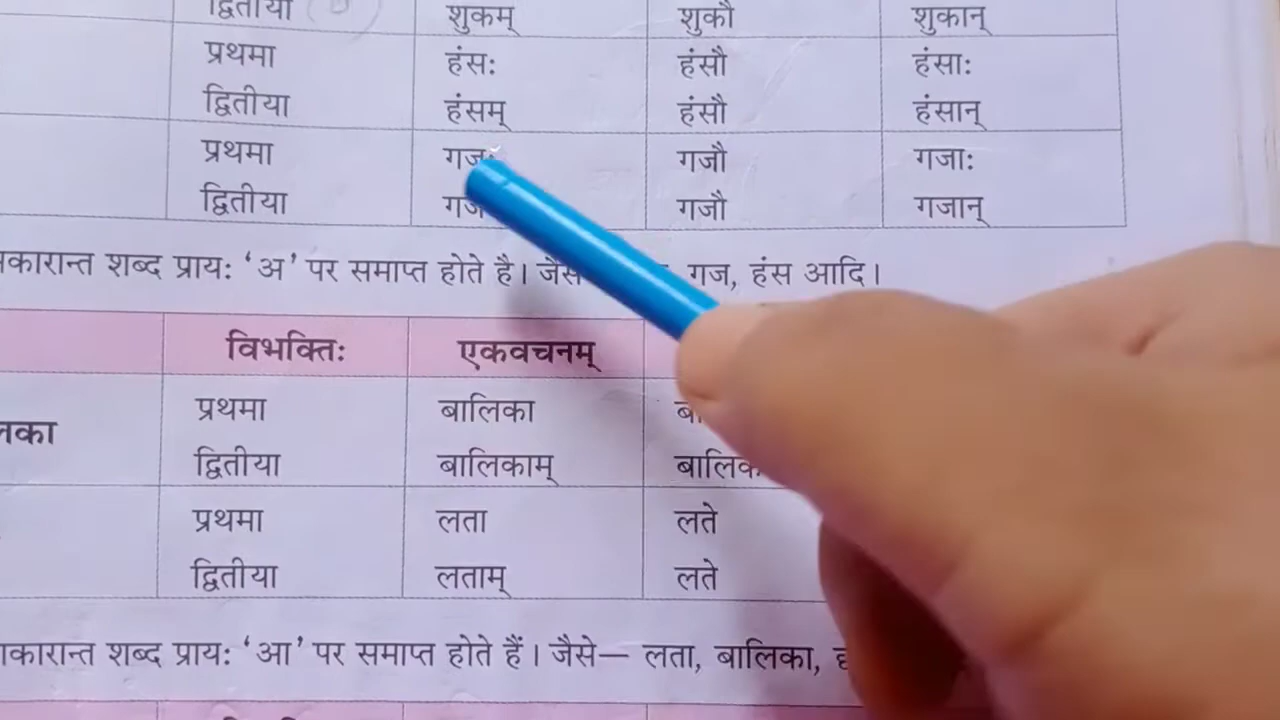 द्वितीया शुकम् शुकौ शुकान्
प्रथमा हंसः हंसौ हंसाः
द्वितीया हंसम् हंसौ हंसान्
प्रथमा गजः गजौ गजाः
द्वितीया गजौ गजान्
शब्द प्रायः ‘अ’ पर समाप्त होते है। गज, हंस आदि।
विभक्तिः एकवचनम्
प्रथमा बालिका
द्वितीया बालिकाम्
प्रथमा लता लते
द्वितीया लताम् लते
शब्द प्रायः ‘आ’ पर समाप्त होते हैं। जैसे— लता, बालिका,